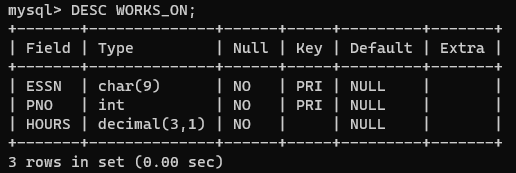 mysql> DESC WORKS_ON;
+-------+--------------+------+-----+---------+-------+
| Field | Type         | Null | Key | Default | Extra |
+-------+--------------+------+-----+---------+-------+
| ESSN  | char(9)      | NO   | PRI | NULL    |       |
| PNO   | int          | NO   | PRI | NULL    |       |
| HOURS | decimal(3,1) | NO   |     | NULL    |       |
+-------+--------------+------+-----+---------+-------+
3 rows in set (0.00 sec)